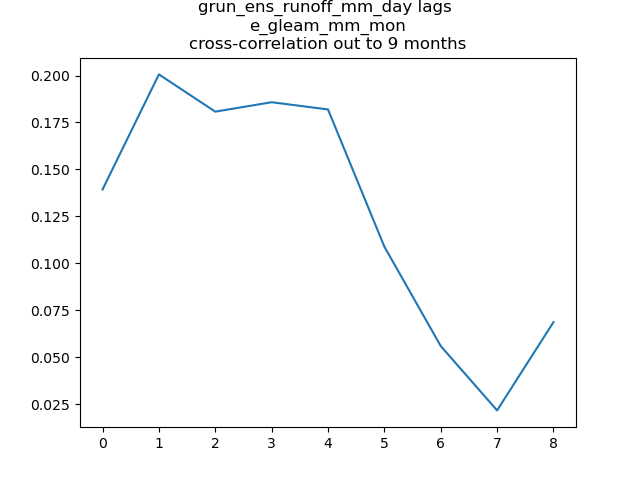 grun_ens_runoff_mm_day lags
e_gleam_mm_mon
cross-correlation out to 9 months
0.200
0.175
0.150
0.125
0.100
0.075
0.050
0.025
0 1 2 3 4 5 6 7 8